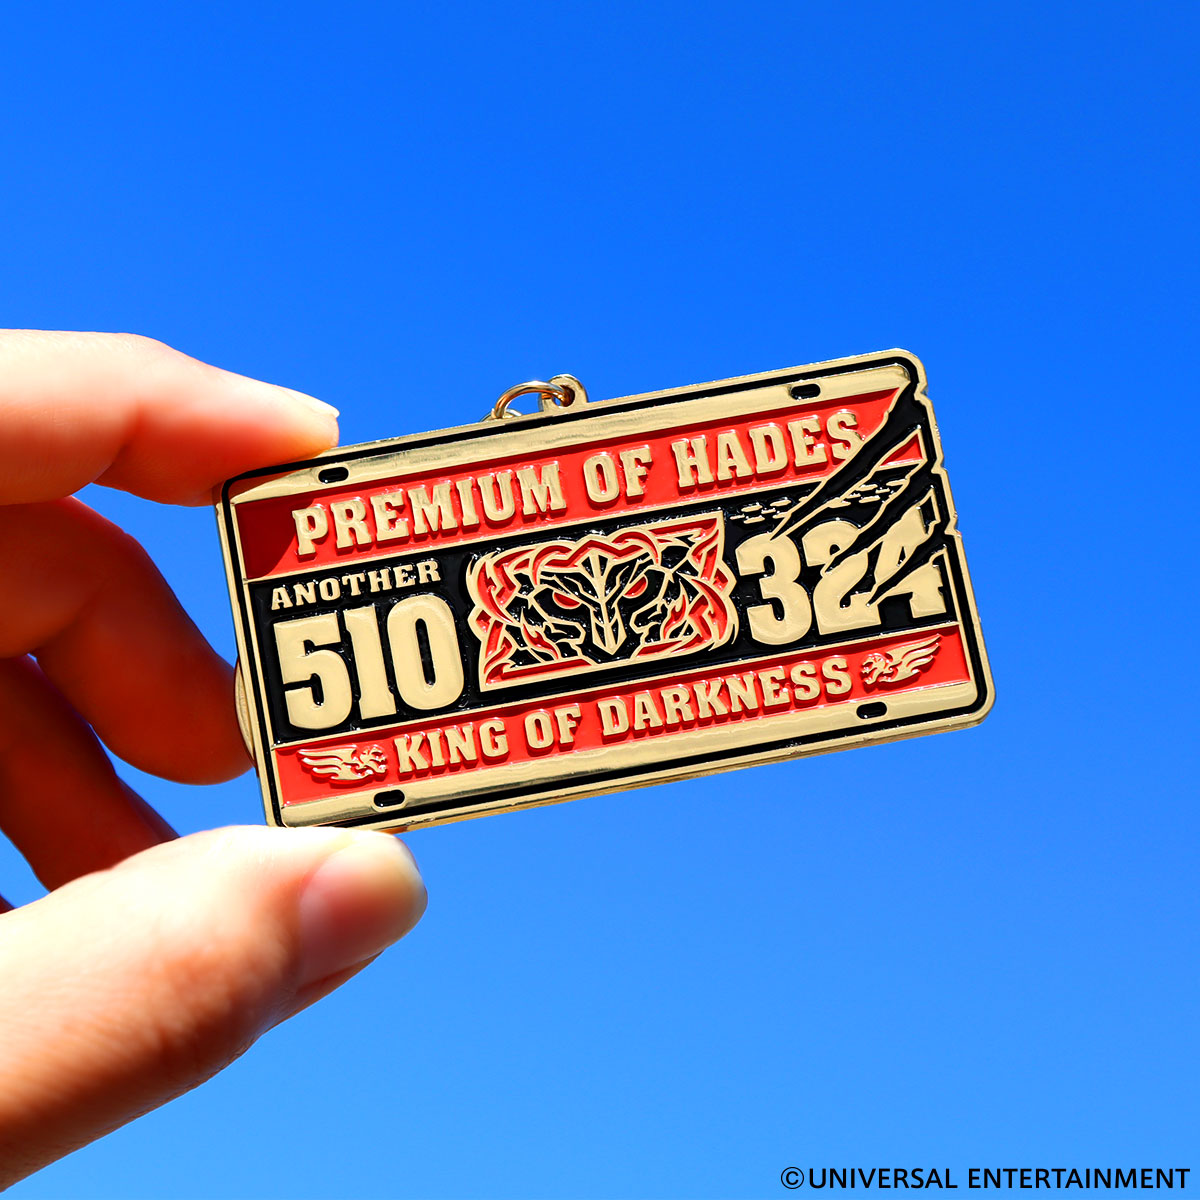 PREMIUM OF HADES
ANOTHER
510
324
KING OF DARKNESS
©UNIVERSAL ENTERTAINMENT